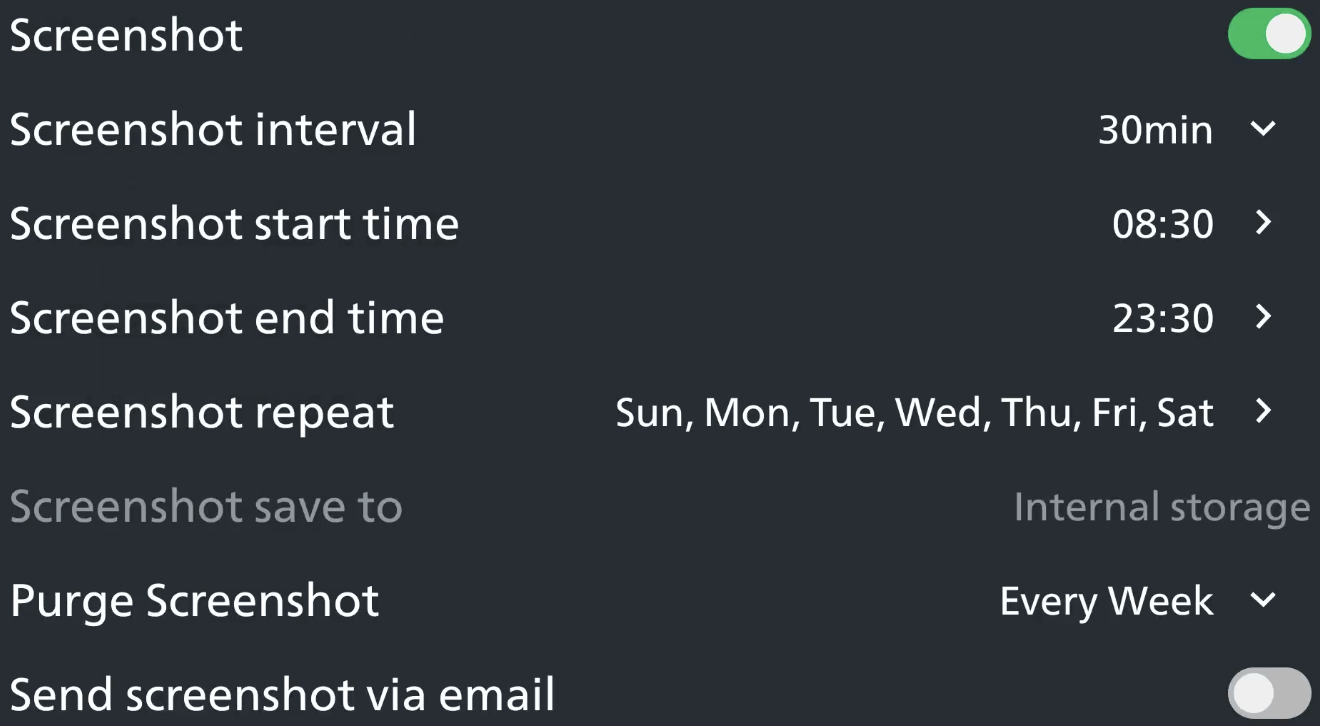 Screenshot
Screenshot interval 30min
Screenshot start time 08:30
Screenshot end time 23:30
Screenshot repeat Sun, Mon, Tue, Wed, Thu, Fri, Sat
Screenshot save to Internal storage
Purge Screenshot Every Week
Send screenshot via email